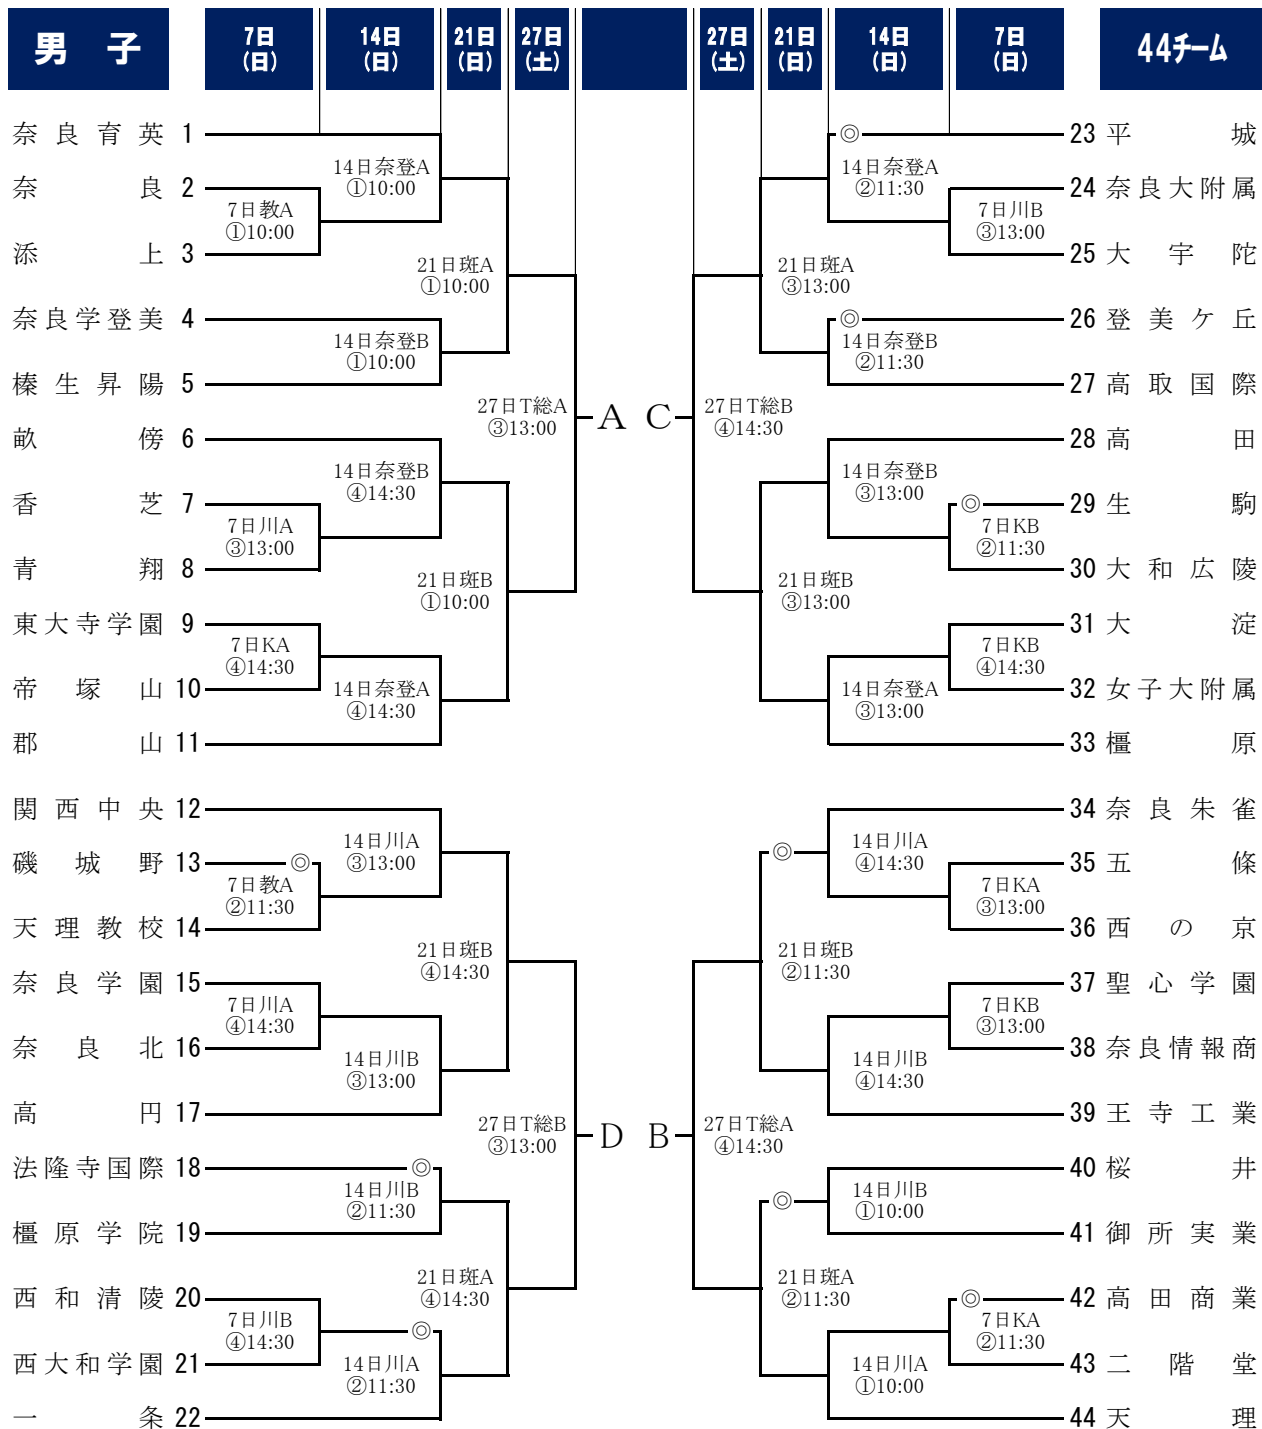 男 子 7日(日) 14日(日) 21日(日) 27日(土) 27日(土) 21日(日) 14日(日) 7日(日) 44チーム
奈良育英 1
奈良 2
添上 3
奈良学登美 4
榛生昇陽 5
畝傍 6
香芝 7
青翔 8
東大寺学園 9
帝塚山 10
郡山 11
関西中央 12
磯城野 13
天理教校 14
奈良学園 15
奈良北 16
高円 17
法隆寺国際 18
橿原学院 19
西和清陵 20
西大和学園 21
一条 22
7日教A
①10:00
7日川A
③13:00
7日KA
④14:30
◎
7日教A
②11:30
7日川A
④14:30
7日川B
④14:30
14日奈登A
①10:00
14日奈登B
①10:00
14日奈登B
④14:30
14日奈登A
④14:30
14日川A
③13:00
14日川B
③13:00
◎
14日川B
②11:30
◎
14日川A
②11:30
21日斑A
①10:00
21日斑B
①10:00
21日斑B
④14:30
21日斑A
④14:30
27日T総A
③13:00
27日T総B
③13:00
A C
D B
27日T総B
④14:30
27日T総A
④14:30
21日斑A
③13:00
21日斑B
③13:00
◎
21日斑B
②11:30
◎
21日斑A
②11:30
◎
14日奈登A
②11:30
◎
14日奈登B
②11:30
14日奈登B
③13:00
14日奈登A
③13:00
14日川A
④14:30
14日川B
④14:30
14日川B
①10:00
14日川A
①10:00
7日川B
③13:00
◎
7日KB
②11:30
7日KB
④14:30
7日KA
③13:00
7日KB
③13:00
◎
7日KA
②11:30
23 平城
24 奈良大附属
25 大宇陀
26 登美ケ丘
27 高取国際
28 高田
29 生駒
30 大和広陵
31 大淀
32 女子大附属
33 橿原
34 奈良朱雀
35 五條
36 西の京
37 聖心学園
38 奈良情報商
39 王寺工業
40 桜井
41 御所実業
42 高田商業
43 二階堂
44 天理